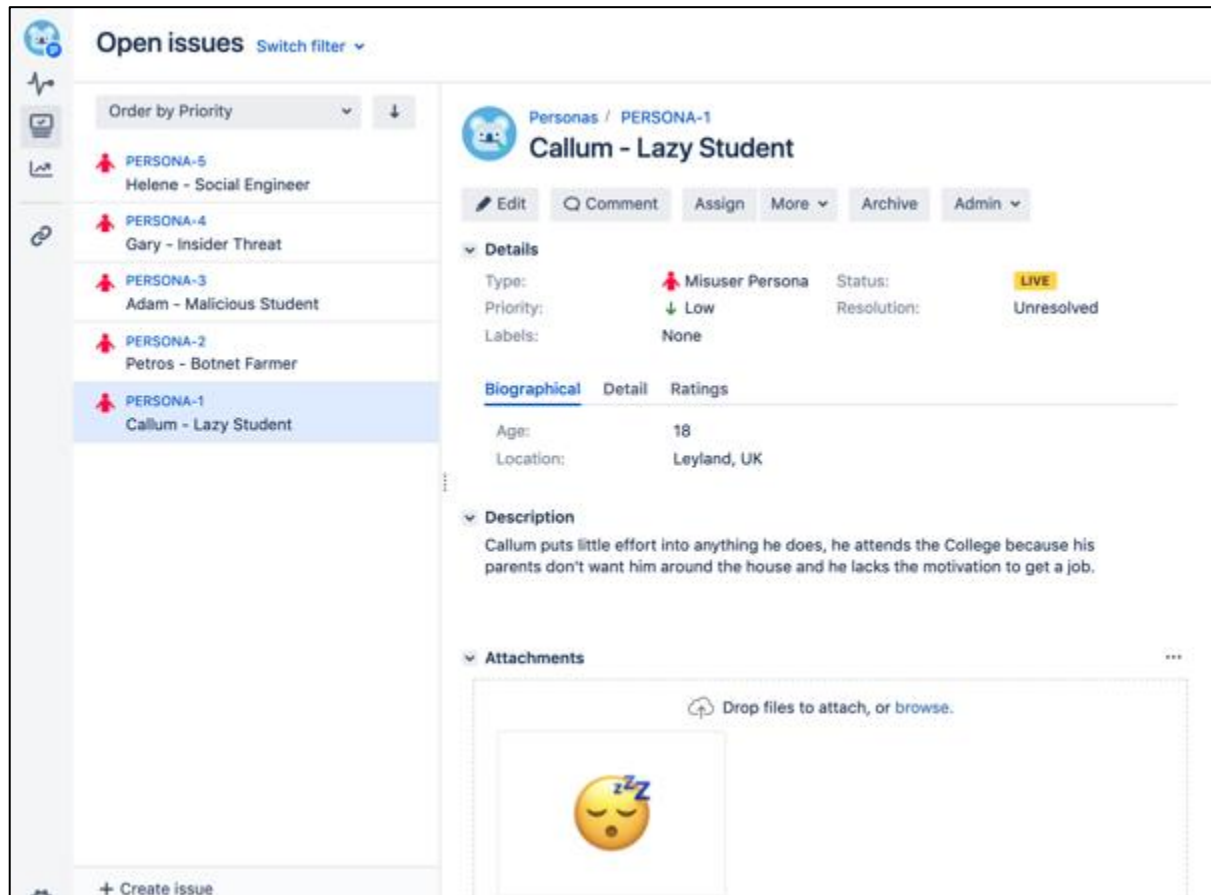 Open issues Switch filter
Order by Priority
PERSONA-5
Helene - Social Engineer
PERSONA-4
Gary - Insider Threat
PERSONA-3
Adam - Malicious Student
PERSONA-2
Petros - Botnet Farmer
PERSONA-1
Callum - Lazy Student
+ Create issue
Personas / PERSONA-1
Callum - Lazy Student
Edit Comment Assign More Archive Admin
Details
Type: Misuser Persona Status: LIVE
Priority: Low Resolution: Unresolved
Labels: None
Biographical Detail Ratings
Age: 18
Location: Leyland, UK
Description
Callum puts little effort into anything he does, he attends the College because his
parents don't want him around the house and he lacks the motivation to get a job.
Attachments
Drop files to attach, or browse.
zZZ